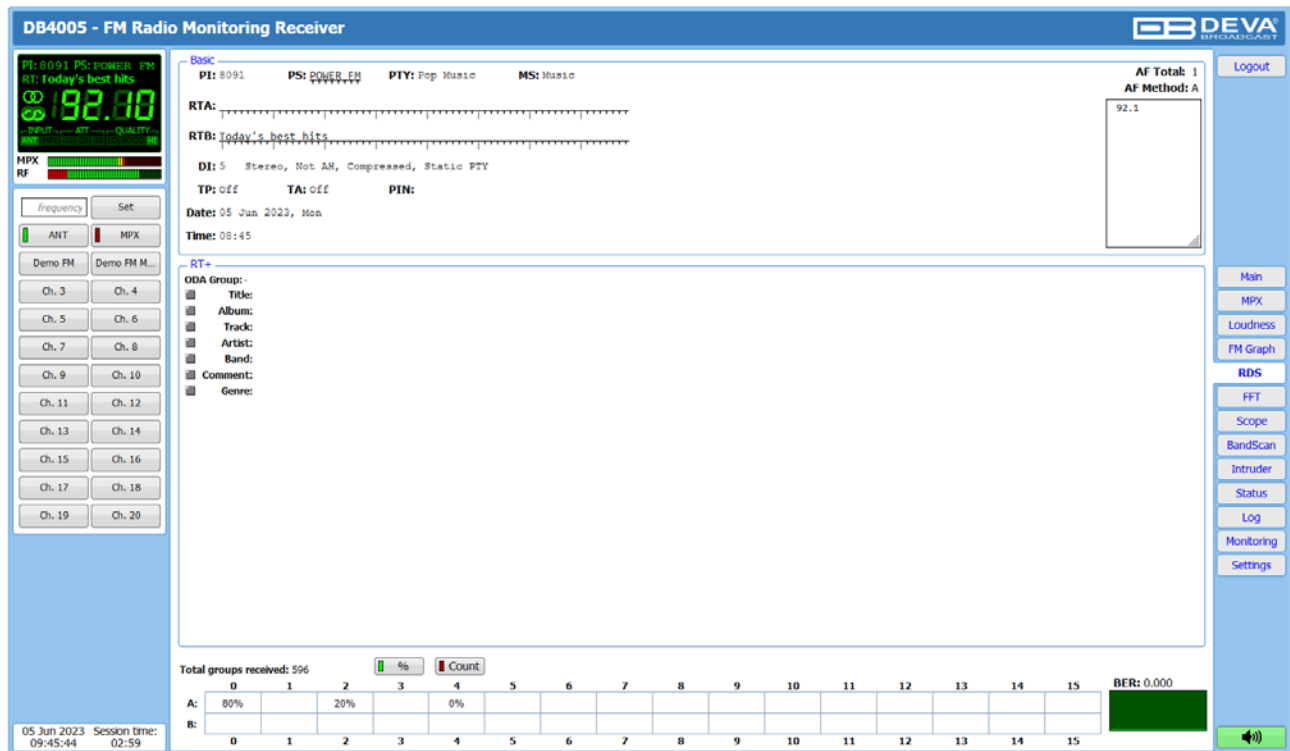 DB4005 - FM Radio Monitoring Receiver
DEVA
BROADCAST
PI:8091 PS:POWER FM
RT: Today's best hits
92.10
INPUT ATT QUALITY
ANT HI
MPX
RF
frequency Set
ANT MPX
Demo FM Demo FM M...
Ch. 3 Ch. 4
Ch. 5 Ch. 6
Ch. 7 Ch. 8
Ch. 9 Ch. 10
Ch. 11 Ch. 12
Ch. 13 Ch. 14
Ch. 15 Ch. 16
Ch. 17 Ch. 18
Ch. 19 Ch. 20
05 Jun 2023 Session time:
09:45:44 02:59
Basic
PI: 8091 PS: POWER FM PTY: Pop Music MS: Music
RTA:
RTB: Today's best hits
DI: 5 Stereo, Not AH, Compressed, Static PTY
TP: Off TA: Off PIN:
Date: 05 Jun 2023, Mon
Time: 08:45
AF Total: 1
AF Method: A
92.1
RT+
ODA Group: -
Title:
Album:
Track:
Artist:
Band:
Comment:
Genre:
Total groups received: 596 % Count
0 1 2 3 4 5 6 7 8 9 10 11 12 13 14 15
A: 80% 20% 0%
B:
0 1 2 3 4 5 6 7 8 9 10 11 12 13 14 15
BER: 0.000
Logout
Main
MPX
Loudness
FM Graph
RDS
FFT
Scope
BandScan
Intruder
Status
Log
Monitoring
Settings